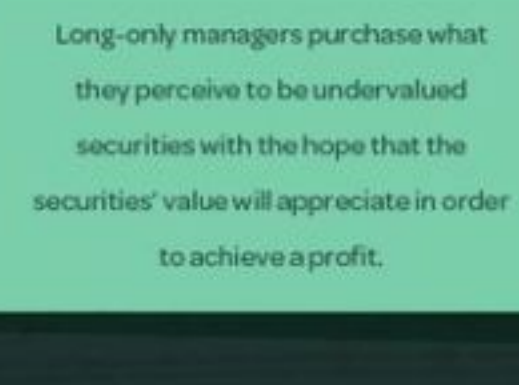 Long-only managers purchase what
they perceive to be undervalued
securities with the hope that the
securities' value will appreciate in order
to achieve a profit.